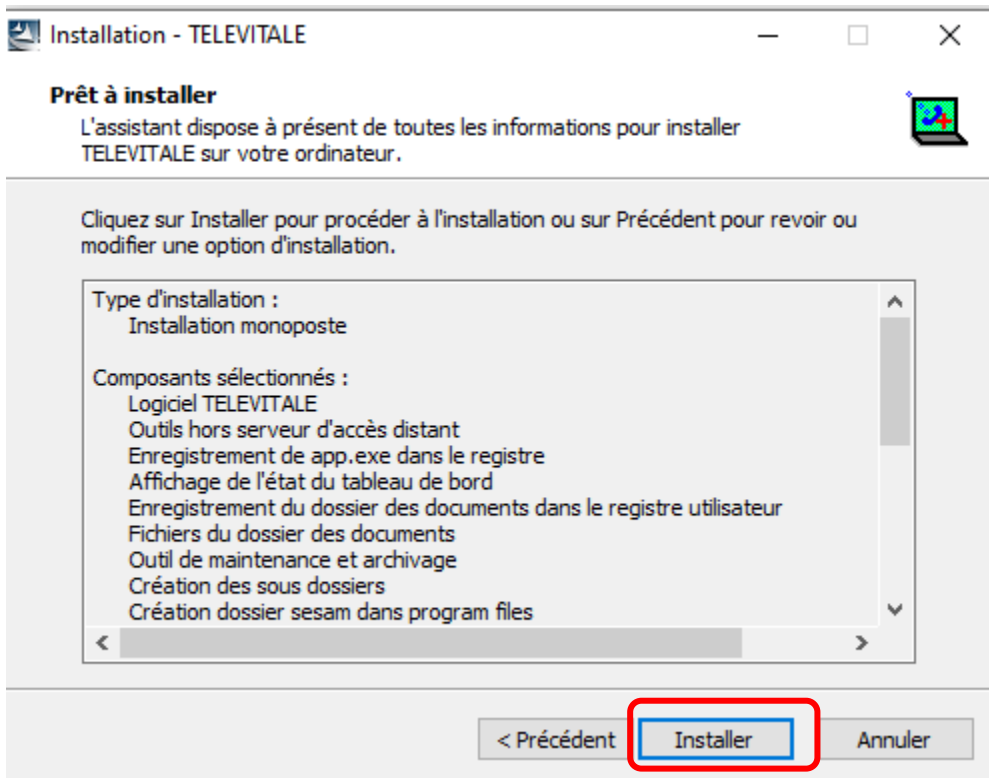 Installation - TELEVITALE
Prêt à installer
L'assistant dispose à présent de toutes les informations pour installer
TELEVITALE sur votre ordinateur.
Cliquez sur Installer pour procéder à l'installation ou sur Précédent pour revoir ou
modifier une option d'installation.
Type d'installation :
Installation monoposte
Composants sélectionnés :
Logiciel TELEVITALE
Outils hors serveur d'accès distant
Enregistrement de app.exe dans le registre
Affichage de l'état du tableau de bord
Enregistrement du dossier des documents dans le registre utilisateur
Fichiers du dossier des documents
Outil de maintenance et archivage
Création des sous dossiers
Création dossier sesam dans program files
< Précédent Installer Annuler